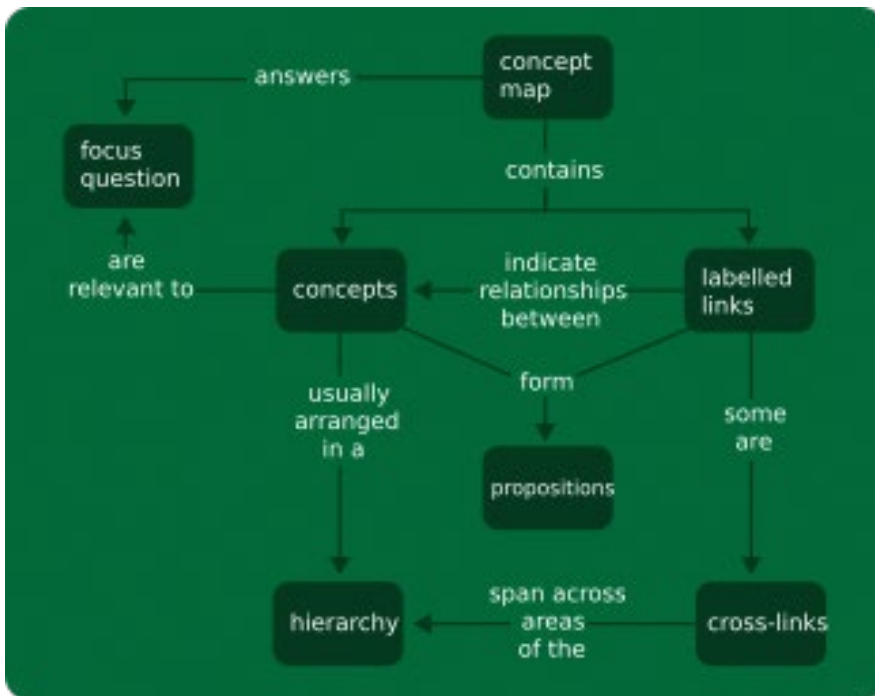 answers
concept
map
focus
question
contains
are
relevant to
concepts
indicate
relationships
between
labelled
links
usually
arranged
in a
form
some
are
propositions
hierarchy
span across
areas
of the
cross-links